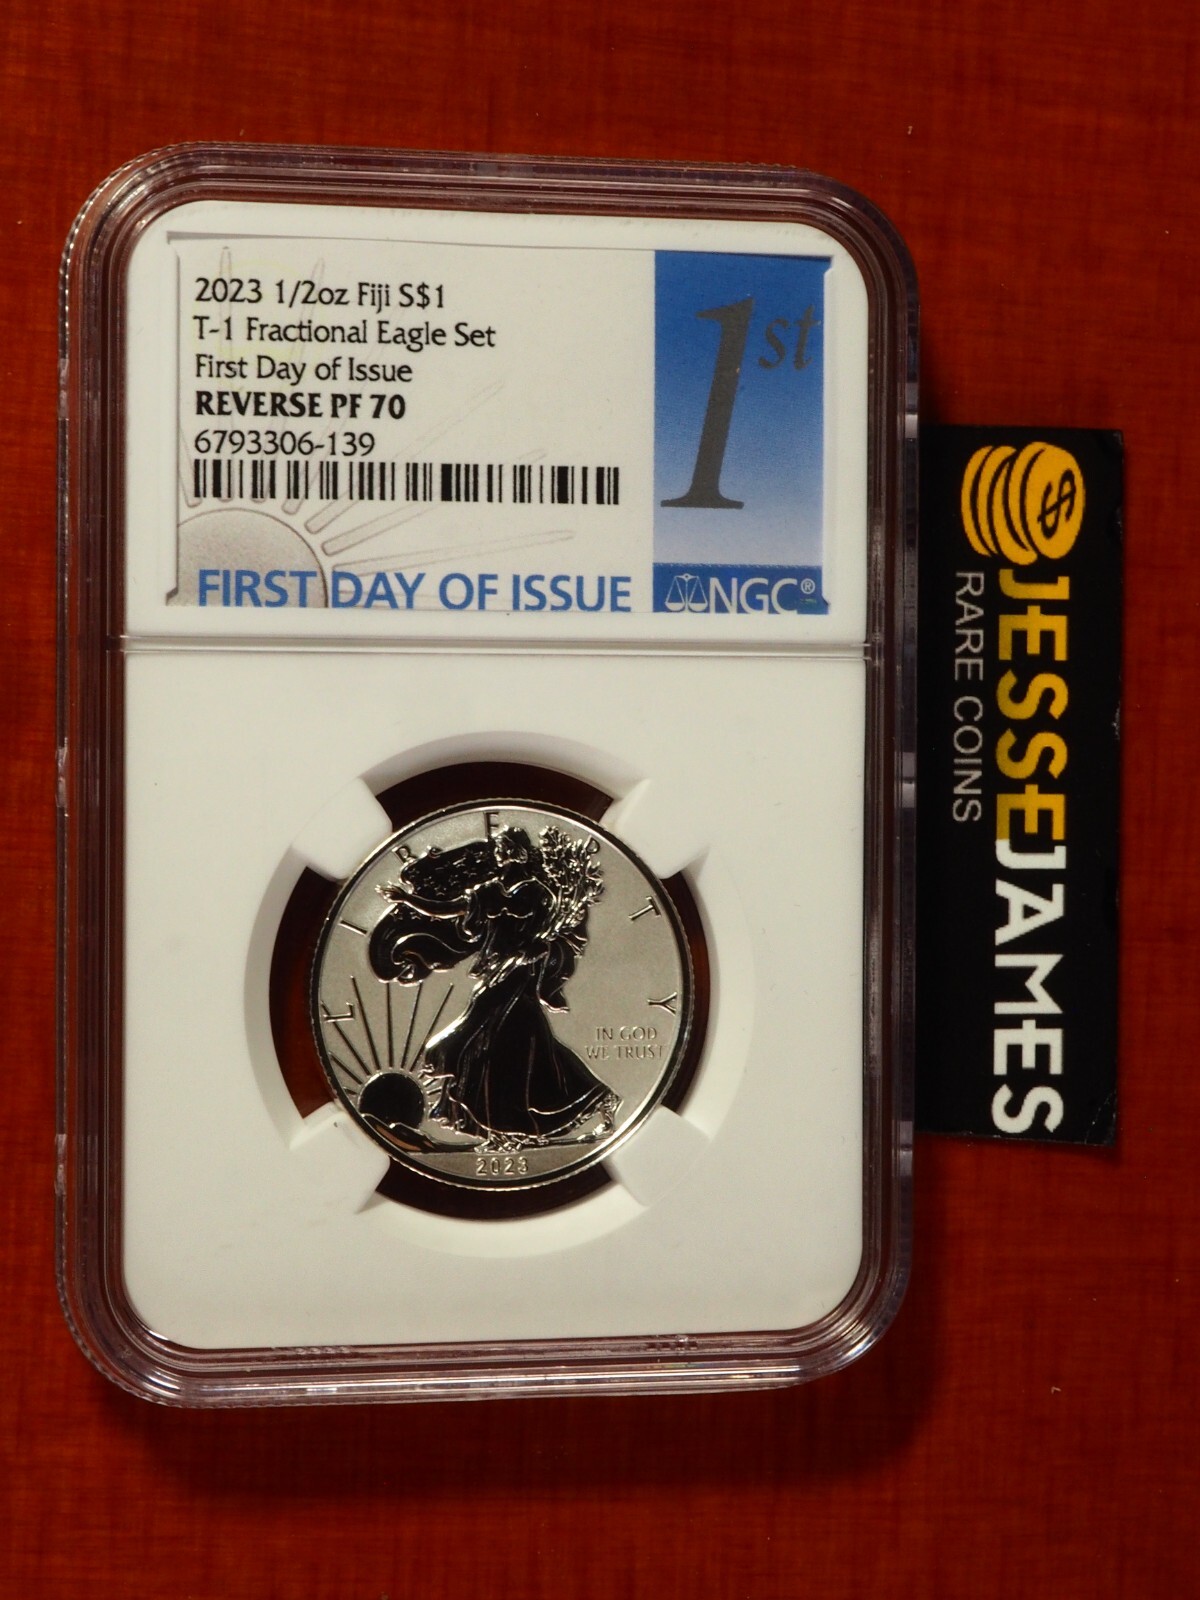 2023 1/2oz Fiji S$1
T-1 Fractional Eagle Set
First Day of Issue
REVERSE PF 70
6793306-139
1st
FIRST DAY OF ISSUE
NGC®
LIBERTY
IN GOD
WE TRUST
2023
$
JESSEJAMES
RARE COINS